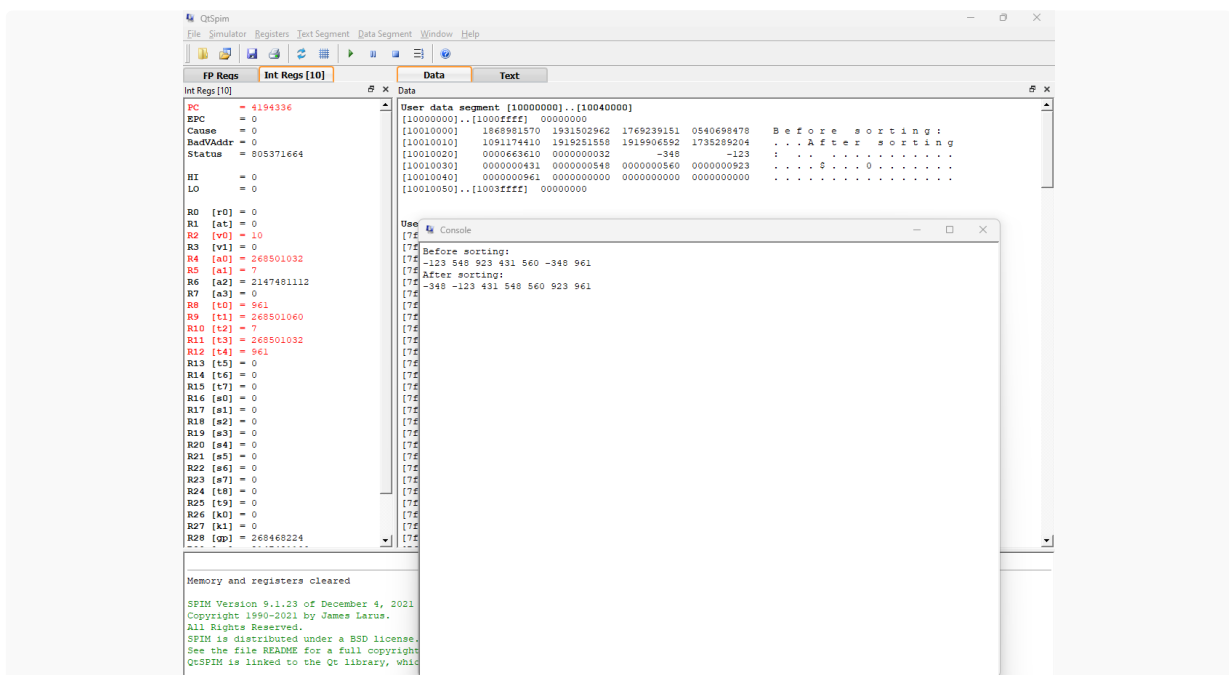 QtSpim
File Simulator Registers Text Segment Data Segment Window Help
FP Regs Int Regs [10] Data Text
Int Regs [10] Data
PC = 4194336
EPC = 0
Cause = 0
BadVAddr = 0
Status = 805371664
HI = 0
LO = 0
R0 [r0] = 0
R1 [at] = 0
R2 [v0] = 10
R3 [v1] = 0
R4 [a0] = 268501032
R5 [a1] = 7
R6 [a2] = 2147481112
R7 [a3] = 0
R8 [t0] = 961
R9 [t1] = 268501060
R10 [t2] = 7
R11 [t3] = 268501032
R12 [t4] = 961
R13 [t5] = 0
R14 [t6] = 0
R15 [t7] = 0
R16 [s0] = 0
R17 [s1] = 0
R18 [s2] = 0
R19 [s3] = 0
R20 [s4] = 0
R21 [s5] = 0
R22 [s6] = 0
R23 [s7] = 0
R24 [t8] = 0
R25 [t9] = 0
R26 [k0] = 0
R27 [k1] = 0
R28 [gp] = 268468224
User data segment [10000000]..[10040000]
[10000000]..[1000ffff] 00000000
[10010000] 1868981570 1931502962 1769239151 0540698478 B e f o r e s o r t i n g :
[10010010] 1091174410 1919251558 1919906592 1735289204 . . . A f t e r s o r t i n g
[10010020] 0000663610 0000000032 -348 -123 : . . . . . . . . . . . . .
[10010030] 0000000431 0000000548 0000000560 0000000923 . . . . $ . . . 0 . . . . . . .
[10010040] 0000000961 0000000000 0000000000 0000000000 . . . . . . . . . . . . . . . .
[10010050]..[1003ffff] 00000000
Use
[7f
Console
Before sorting:
-123 548 923 431 560 -348 961
After sorting:
-348 -123 431 548 560 923 961
Memory and registers cleared
SPIM Version 9.1.23 of December 4, 2021
Copyright 1990-2021 by James Larus.
All Rights Reserved.
SPIM is distributed under a BSD license.
See the file README for a full copyright
QtSPIM is linked to the Qt library, whic